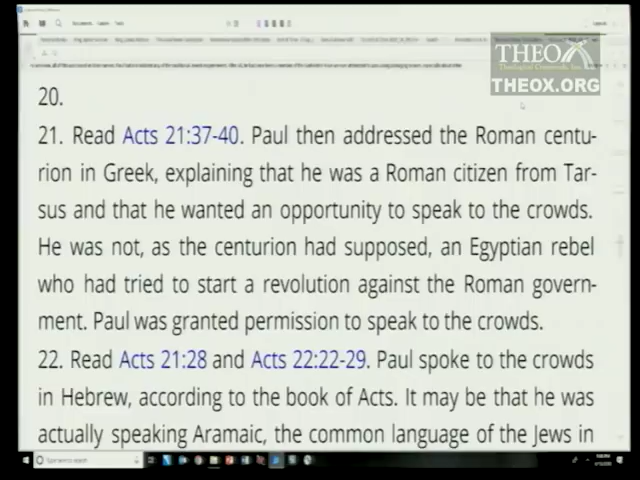 THEOX
THEOX.ORG
20.
21. Read Acts 21:37-40. Paul then addressed the Roman centu-
rion in Greek, explaining that he was a Roman citizen from Tar-
sus and that he wanted an opportunity to speak to the crowds.
He was not, as the centurion had supposed, an Egyptian rebel
who had tried to start a revolution against the Roman govern-
ment. Paul was granted permission to speak to the crowds.
22. Read Acts 21:28 and Acts 22:22-29. Paul spoke to the crowds
in Hebrew, according to the book of Acts. It may be that he was
actually speaking Aramaic, the common language of the Jews in